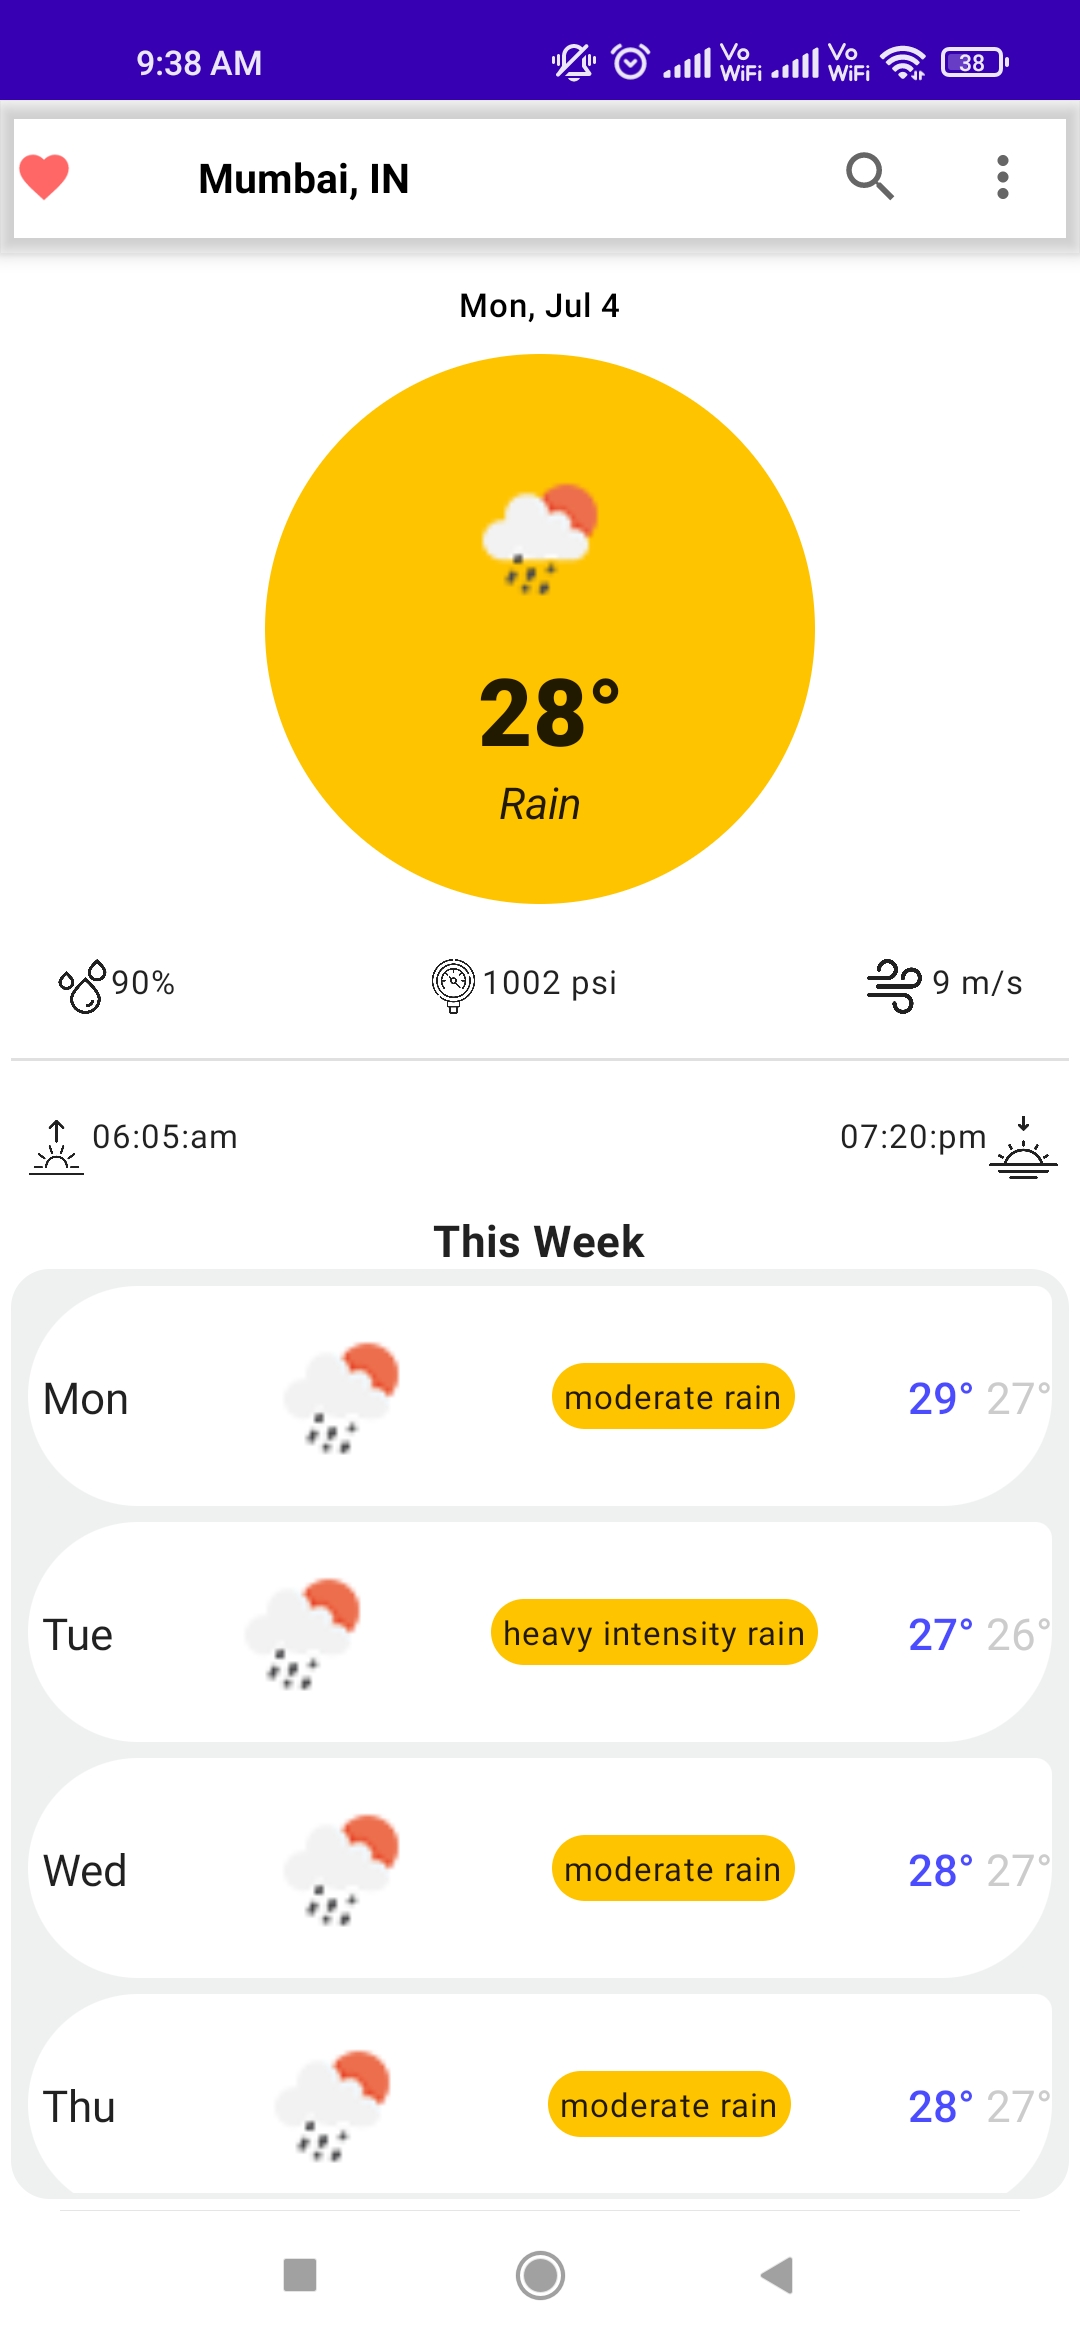 9:38 AM Vo WiFi Vo WiFi 38
Mumbai, IN
Mon, Jul 4
28°
Rain
90% 1002 psi 9 m/s
06:05:am 07:20:pm
This Week
Mon moderate rain 29° 27°
Tue heavy intensity rain 27° 26°
Wed moderate rain 28° 27°
Thu moderate rain 28° 27°